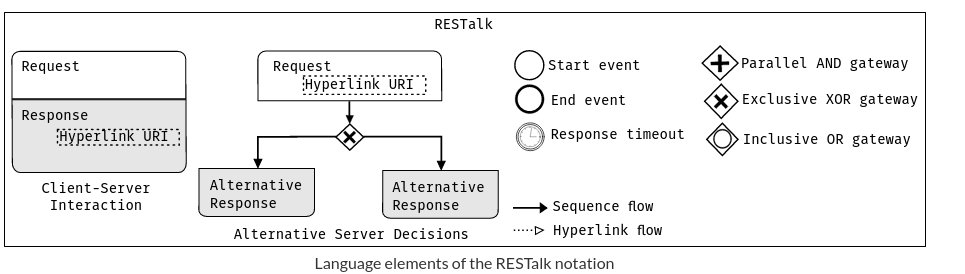 RESTalk
Request
Response
Hyperlink URI
Client-Server
Interaction
Request
Hyperlink URI
Alternative
Response
Alternative
Response
Alternative Server Decisions
Start event
End event
Response timeout
Parallel AND gateway
Exclusive XOR gateway
Inclusive OR gateway
Sequence flow
Hyperlink flow
Language elements of the RESTalk notation